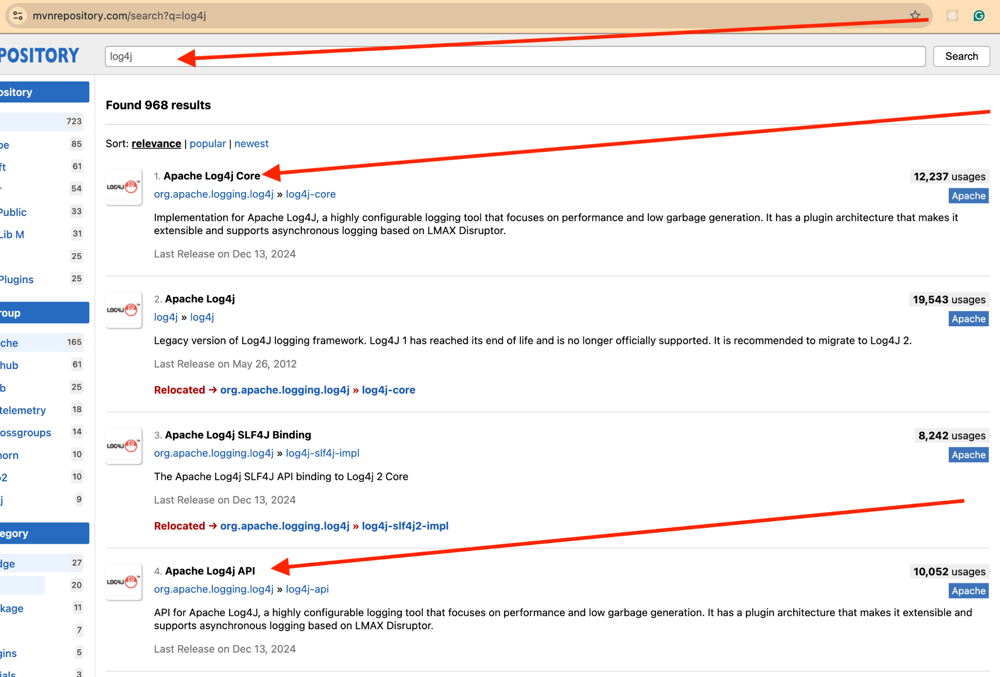 mvnrepository.com/search?q=log4j
POSITORY
log4j
Search
ository
723
be 85
ft 61
r 54
Public 33
Lib M 31
25
Plugins 25
roup
che 165
hub 61
b 25
telemetry 18
ossgroups 14
horn 10
o2 10
j 9
egory
dge 27
20
kage 11
7
gins 5
ials 3
Found 968 results
Sort: relevance | popular | newest
1. Apache Log4j Core
12,237 usages
org.apache.logging.log4j » log4j-core
Apache
Implementation for Apache Log4J, a highly configurable logging tool that focuses on performance and low garbage generation. It has a plugin architecture that makes it
extensible and supports asynchronous logging based on LMAX Disruptor.
Last Release on Dec 13, 2024
2. Apache Log4j
19,543 usages
log4j » log4j
Apache
Legacy version of Log4J logging framework. Log4J 1 has reached its end of life and is no longer officially supported. It is recommended to migrate to Log4J 2.
Last Release on May 26, 2012
Relocated → org.apache.logging.log4j » log4j-core
3. Apache Log4j SLF4J Binding
8,242 usages
org.apache.logging.log4j » log4j-slf4j-impl
Apache
The Apache Log4j SLF4J API binding to Log4j 2 Core
Last Release on Dec 13, 2024
Relocated → org.apache.logging.log4j » log4j-slf4j2-impl
4. Apache Log4j API
10,052 usages
org.apache.logging.log4j » log4j-api
Apache
API for Apache Log4J, a highly configurable logging tool that focuses on performance and low garbage generation. It has a plugin architecture that makes it extensible and
supports asynchronous logging based on LMAX Disruptor.
Last Release on Dec 13, 2024
LOG4J™
LOG4J™
LOG4J™
LOG4J™